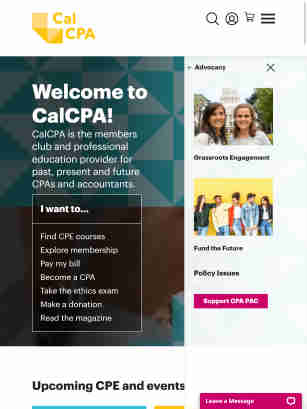 Cal
CPA
Advocacy
Welcome to
CalCPA!
CalCPA is the members
club and professional
education provider for
past, present and future
CPAs and accountants.
I want to...
Find CPE courses
Explore membership
Pay my bill
Become a CPA
Take the ethics exam
Make a donation
Read the magazine
Grassroots Engagement
Fund the Future
Policy Issues
Support CPA PAC
Upcoming CPE and events
Leave a Message